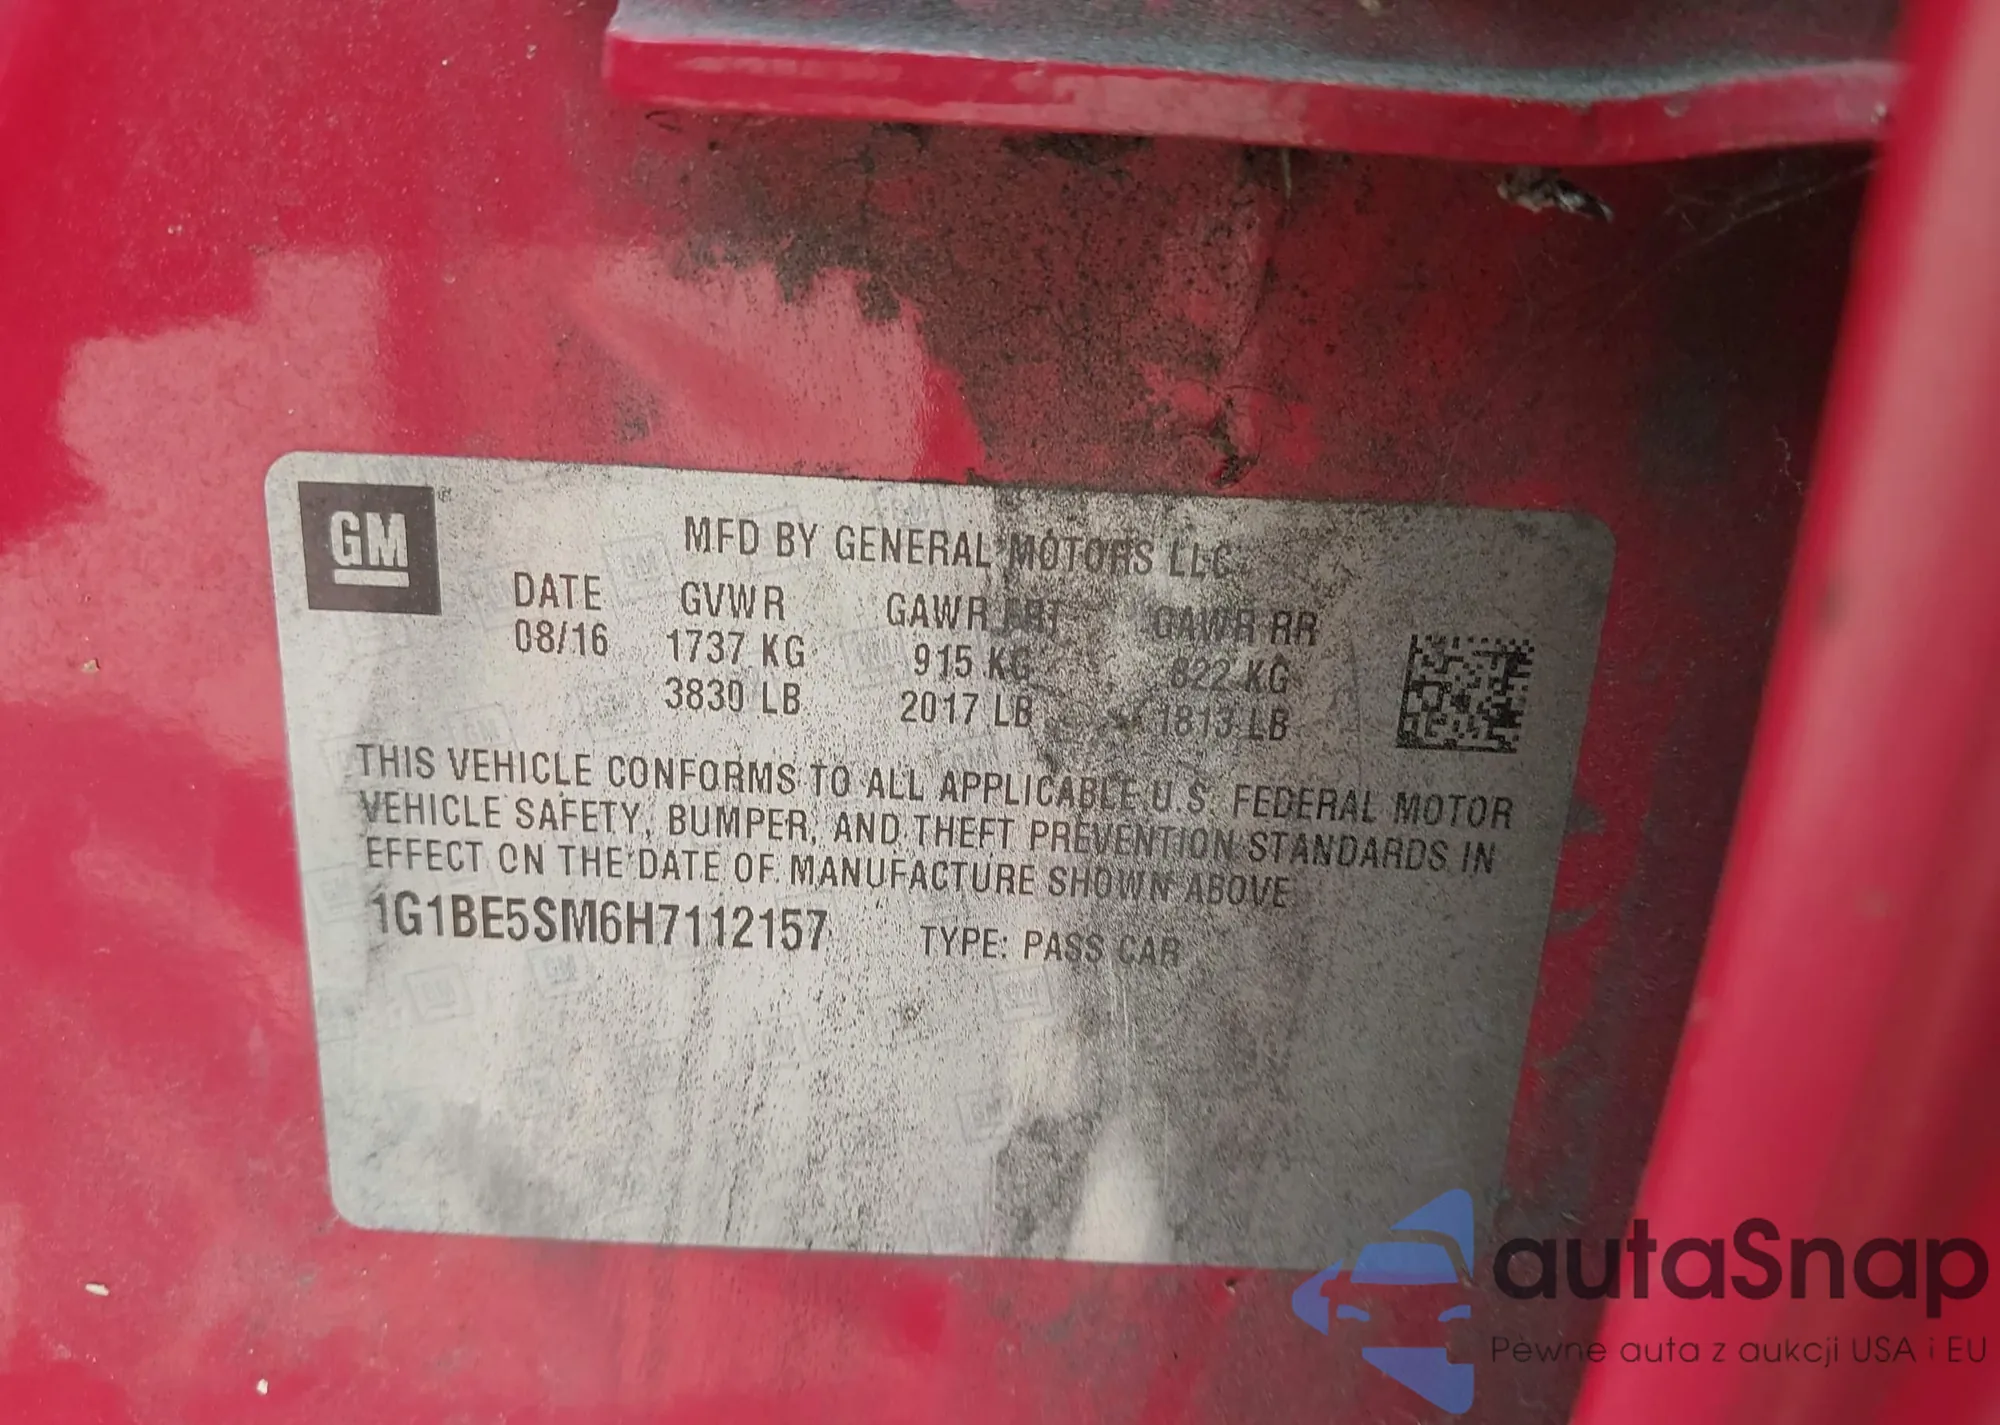 GM
MFD BY GENERAL MOTORS LLC
DATE GVWR GAWR FRT GAWR RR
08/16 1737 KG 915 KG 822 KG
3830 LB 2017 LB 1813 LB
THIS VEHICLE CONFORMS TO ALL APPLICABLE U.S. FEDERAL MOTOR
VEHICLE SAFETY, BUMPER, AND THEFT PREVENTION STANDARDS IN
EFFECT ON THE DATE OF MANUFACTURE SHOWN ABOVE
1G1BE5SM6H7112157 TYPE: PASS CAR
autaSnap
Pewne auta z aukcji USA i EU